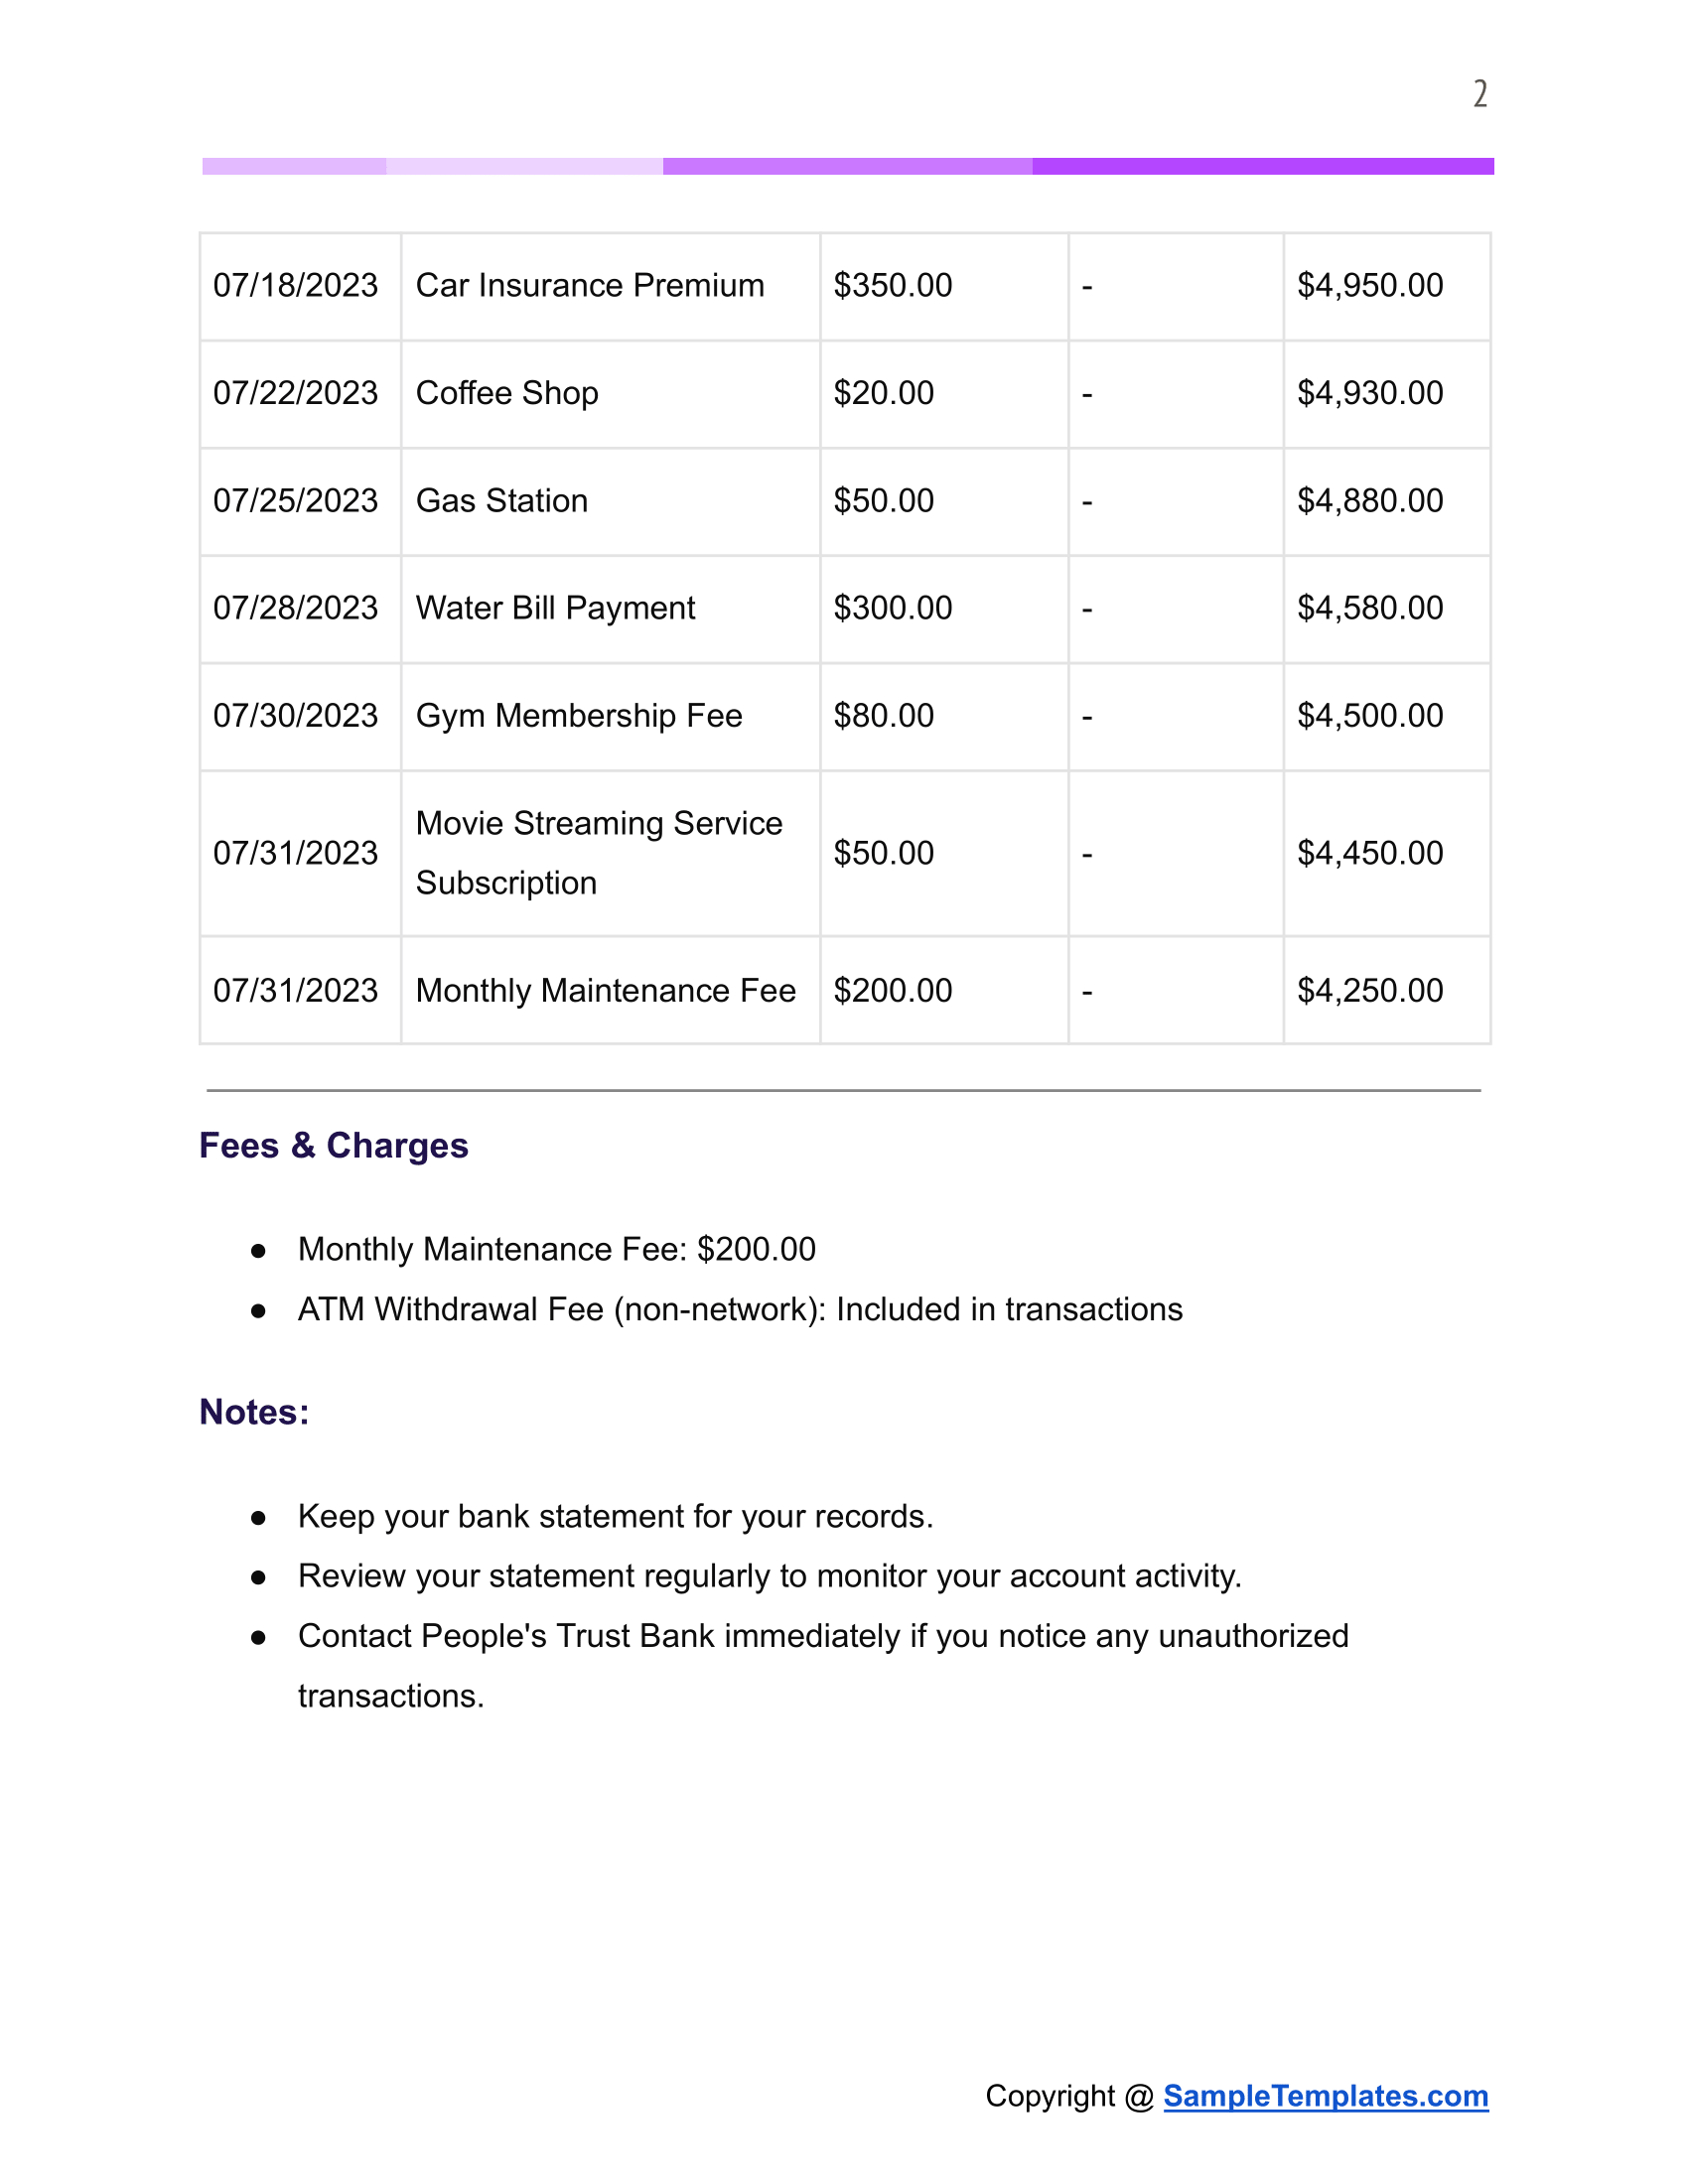 2
07/18/2023 Car Insurance Premium $350.00 - $4,950.00
07/22/2023 Coffee Shop $20.00 - $4,930.00
07/25/2023 Gas Station $50.00 - $4,880.00
07/28/2023 Water Bill Payment $300.00 - $4,580.00
07/30/2023 Gym Membership Fee $80.00 - $4,500.00
07/31/2023 Movie Streaming Service
Subscription $50.00 - $4,450.00
07/31/2023 Monthly Maintenance Fee $200.00 - $4,250.00
Fees & Charges
● Monthly Maintenance Fee: $200.00
● ATM Withdrawal Fee (non-network): Included in transactions
Notes:
● Keep your bank statement for your records.
● Review your statement regularly to monitor your account activity.
● Contact People's Trust Bank immediately if you notice any unauthorized
transactions.
Copyright @ SampleTemplates.com